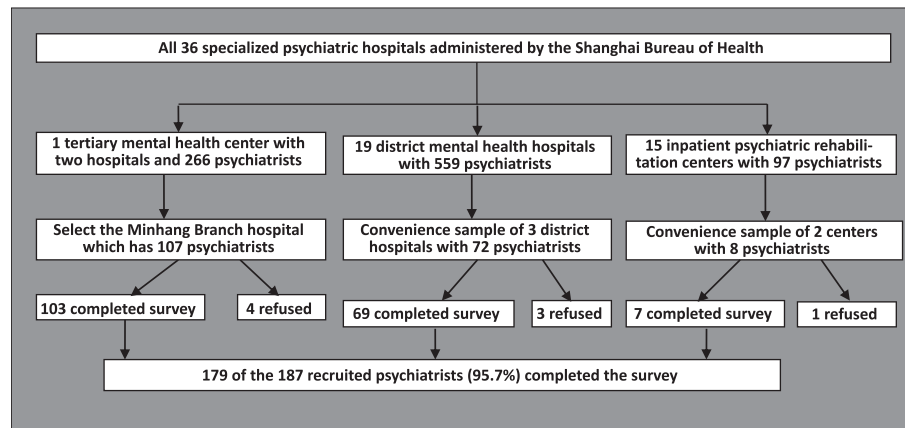 All 36 specialized psychiatric hospitals administered by the Shanghai Bureau of Health
1 tertiary mental health center with
two hospitals and 266 psychiatrists
19 district mental health hospitals
with 559 psychiatrists
15 inpatient psychiatric rehabili-
tation centers with 97 psychiatrists
Select the Minhang Branch hospital
which has 107 psychiatrists
Convenience sample of 3 district
hospitals with 72 psychiatrists
Convenience sample of 2 centers
with 8 psychiatrists
103 completed survey
4 refused
69 completed survey
3 refused
7 completed survey
1 refused
179 of the 187 recruited psychiatrists (95.7%) completed the survey